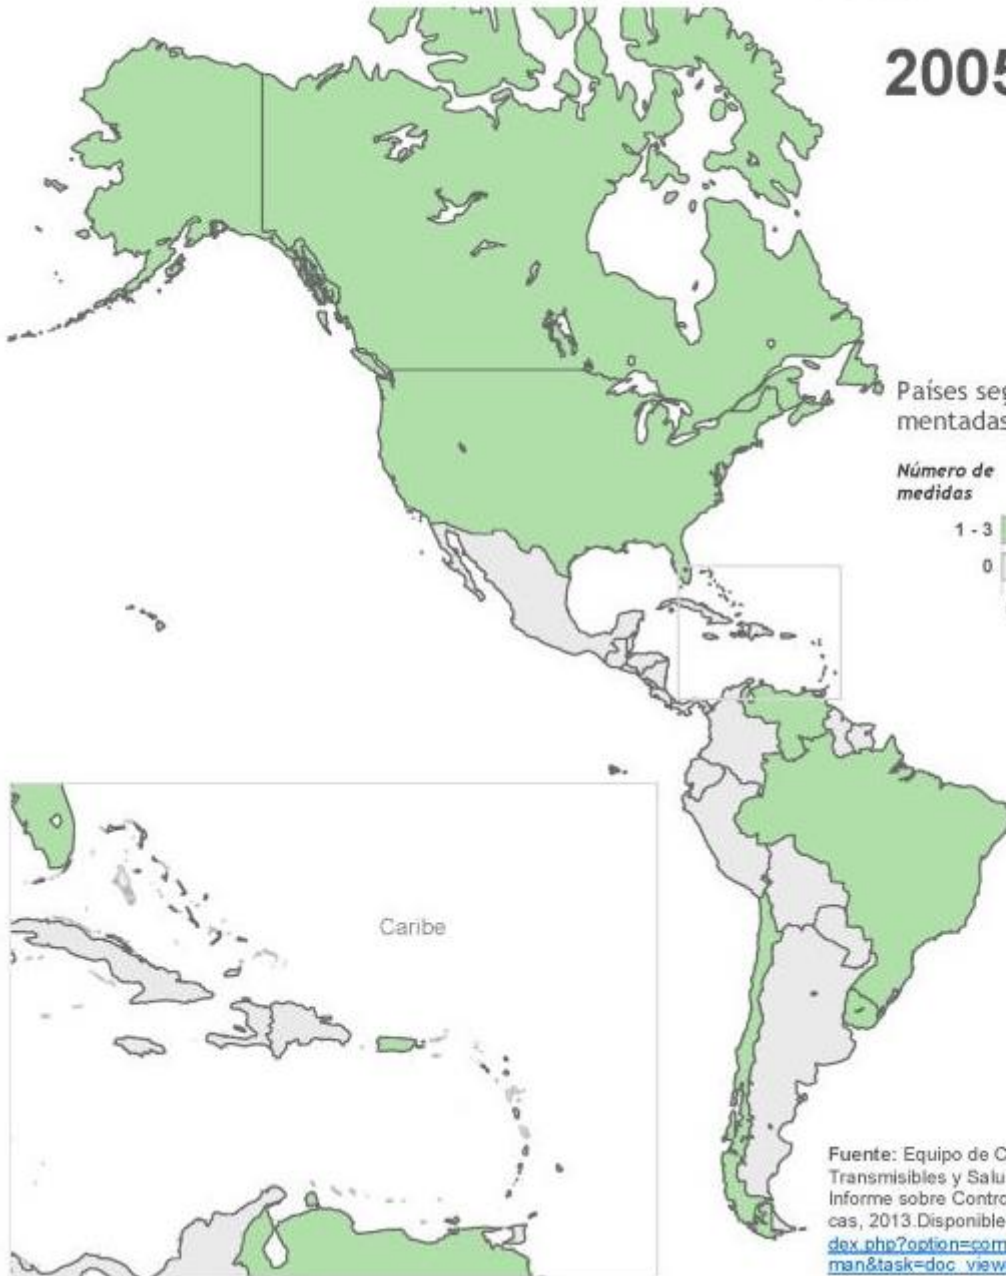 2005
Países seg
mentadas
Número de
medidas
1 - 3
0
Caribe
Fuente: Equipo de C
Transmisibles y Salu
Informe sobre Contro
cas, 2013.Disponible
dex.php?option=com
man&task=doc_view